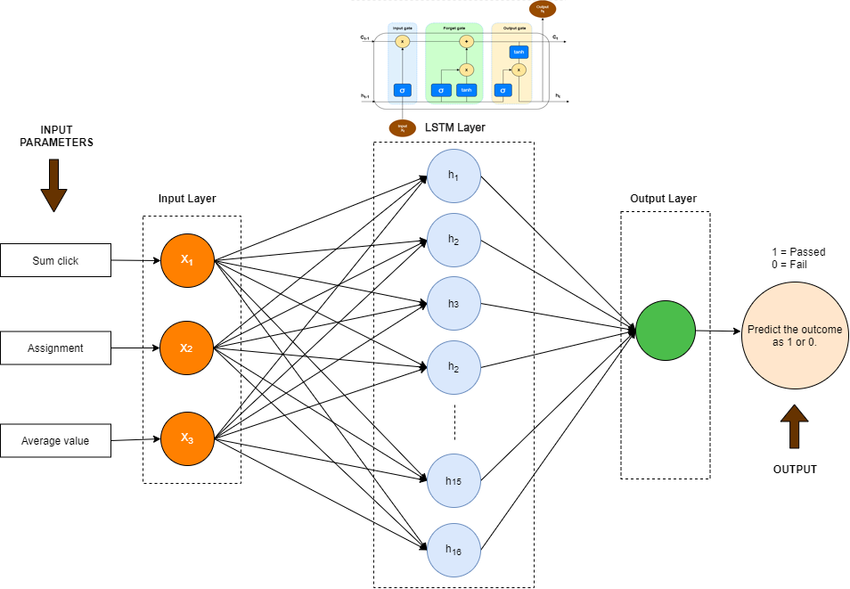 Output
h
Input gate
Forget gate
Output gate
C
C
x
+
tanh
x
x
σ
σ
tanh
σ
h
h
Input
LSTM Layer
INPUT
PARAMETERS
Input Layer
Output Layer
Sum click
X1
Assignment
X2
Average value
X3
h1
h2
h3
h2
h15
h16
1 = Passed
0 = Fail
Predict the outcome
as 1 or 0.
OUTPUT